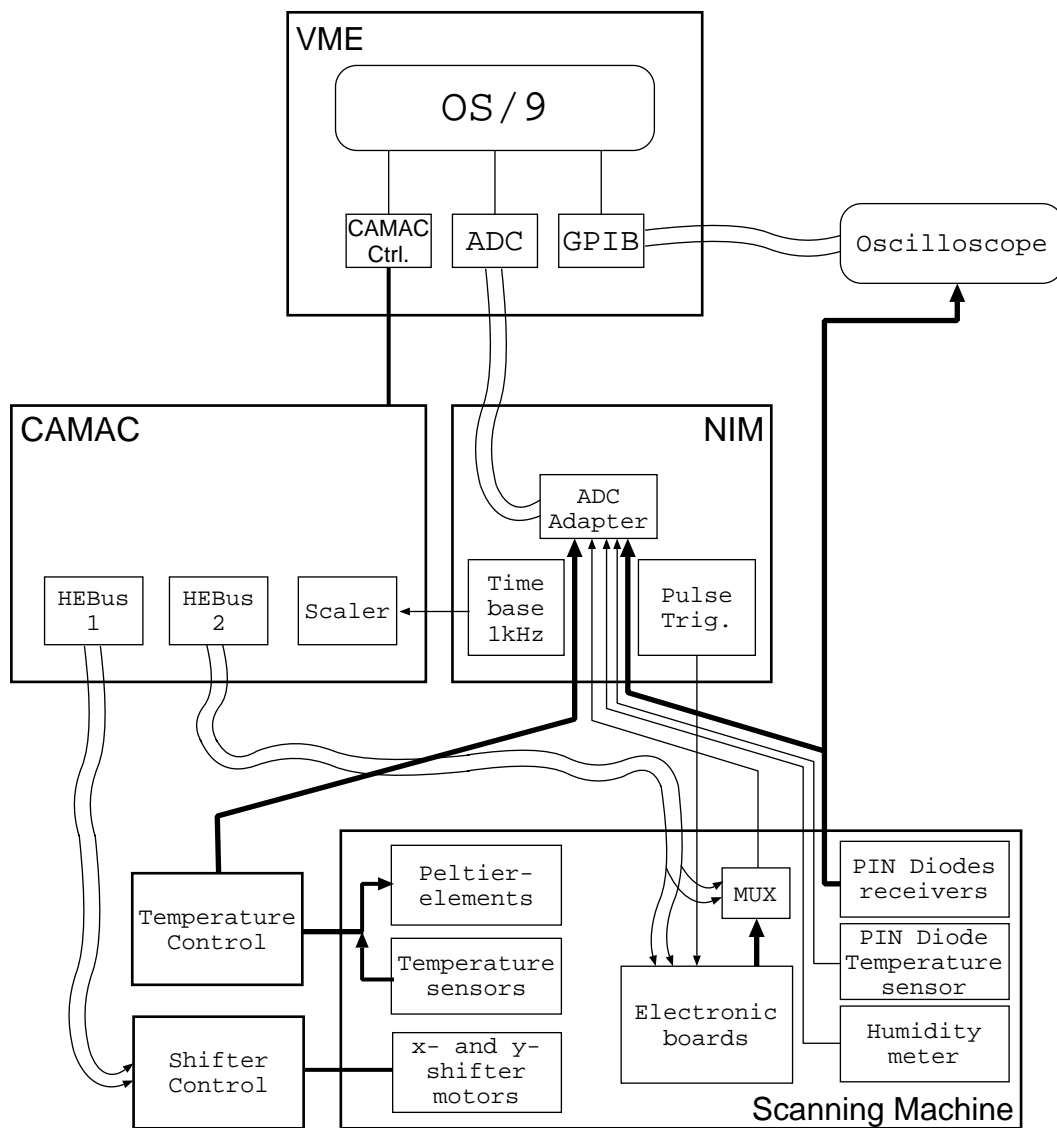 VME
OS/9
CAMAC
Ctrl.
ADC
GPIB
Oscilloscope
CAMAC
NIM
ADC
Adapter
HEBus
1
HEBus
2
Scaler
Time
base
1kHz
Pulse
Trig.
Temperature
Control
Peltier-
elements
Temperature
sensors
MUX
PIN Diodes
receivers
PIN Diode
Temperature
sensor
Electronic
boards
Humidity
meter
Shifter
Control
x- and y-
shifter
motors
Scanning Machine